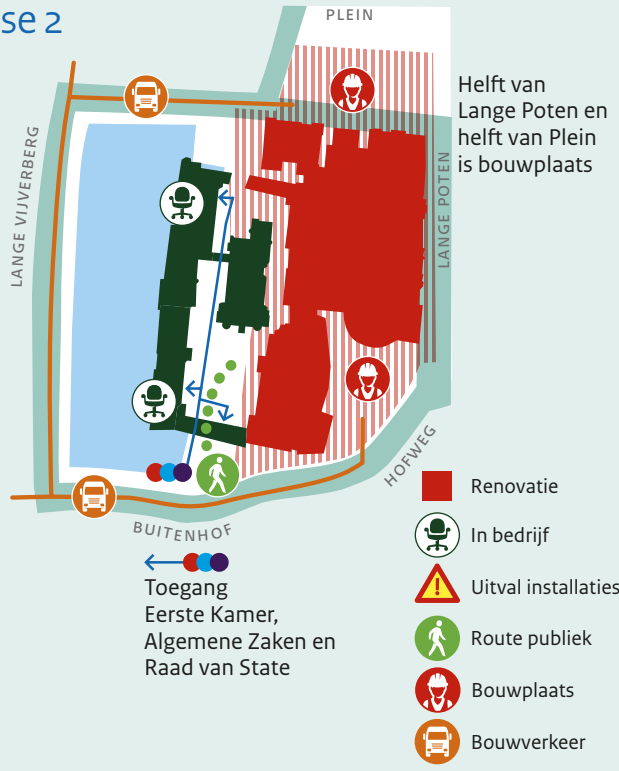 se 2
PLEIN
Helft van
Lange Poten en
helft van Plein
is bouwplaats
LANGE VIJVERBERG
LANGE POTEN
HOFWEG
BUITENHOF
Toegang
Eerste Kamer,
Algemene Zaken en
Raad van State
Renovatie
In bedrijf
Uitval installaties
Route publiek
Bouwplaats
Bouwverkeer